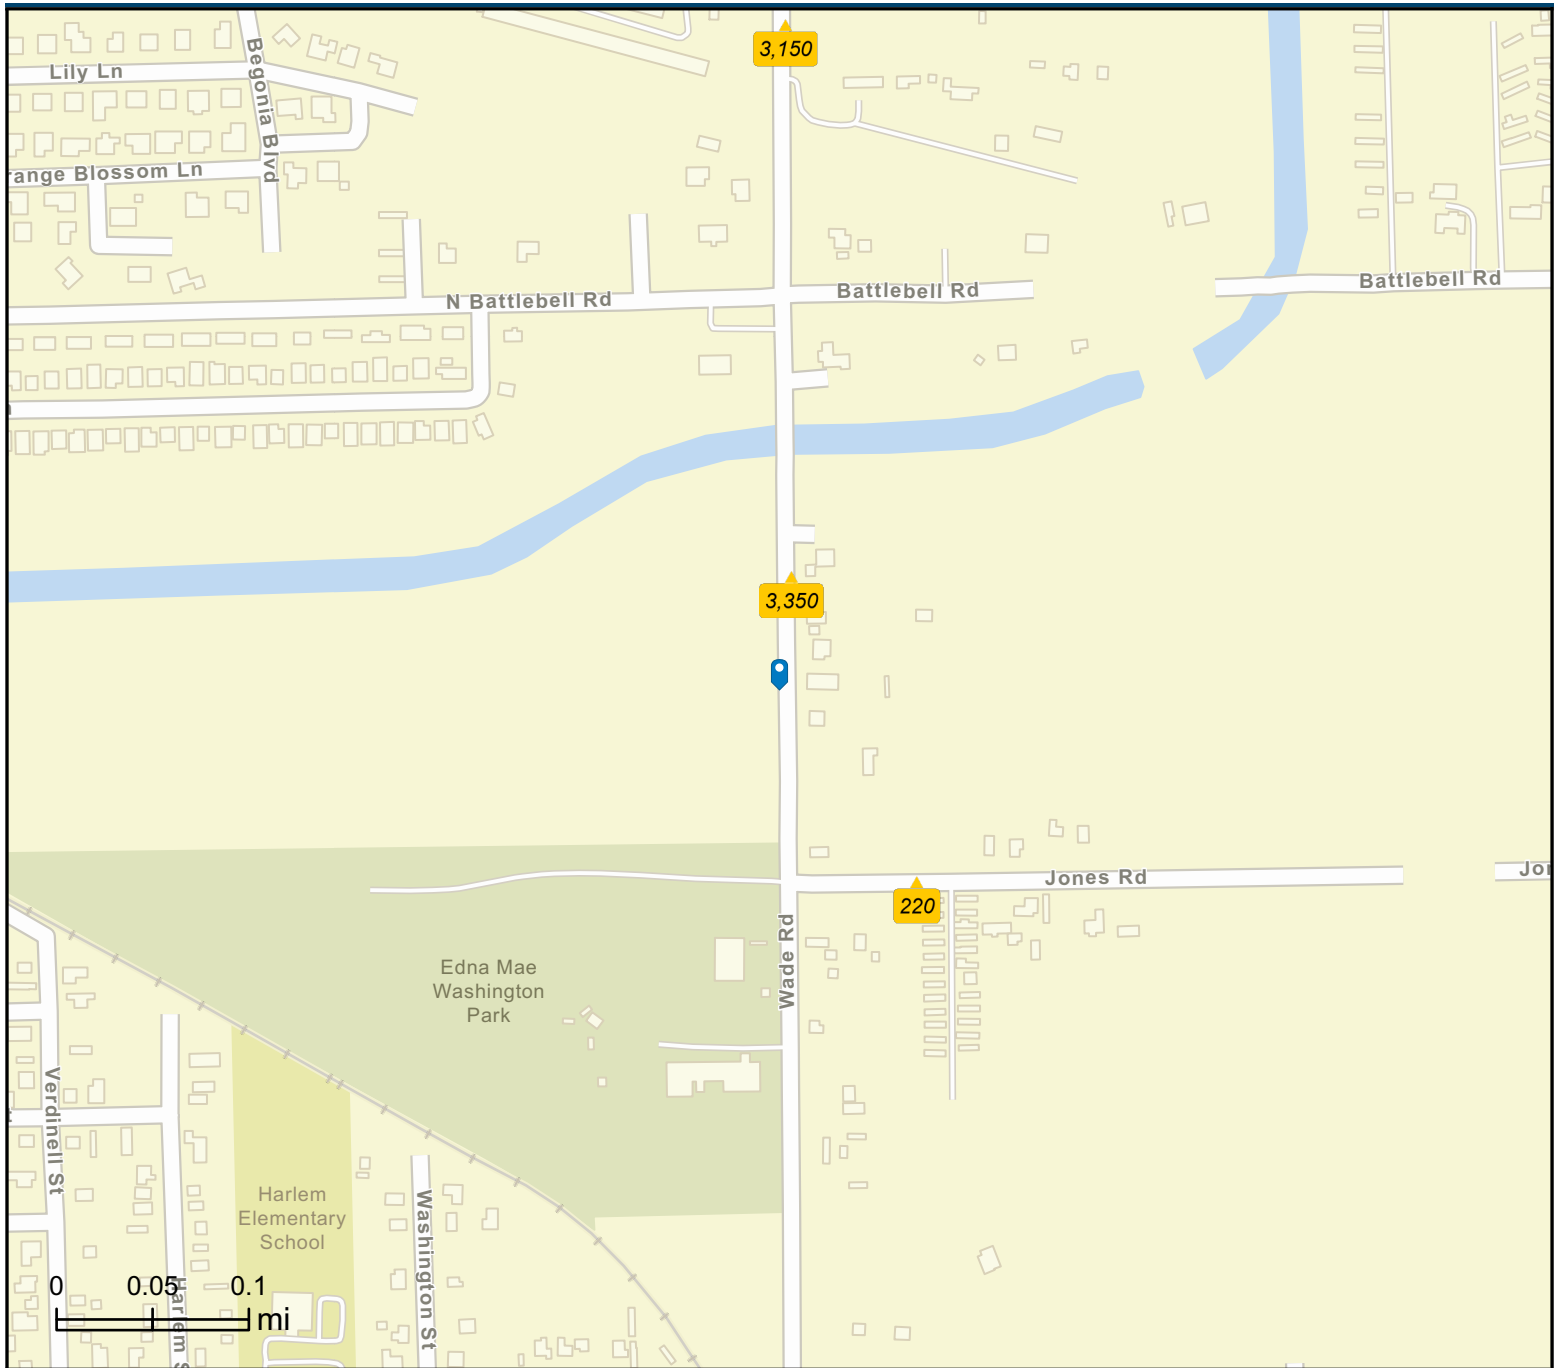 3,150
Lily Ln
Begonia Blvd
range Blossom Ln
N Battlebell Rd
Battlebell Rd
Battlebell Rd
3,350
Jones Rd
Jon
220
Wade Rd
Edna Mae
Washington
Park
Verdinell St
Harlem
Elementary
School
Washington St
Harlem S
0 0.05 0.1
mi